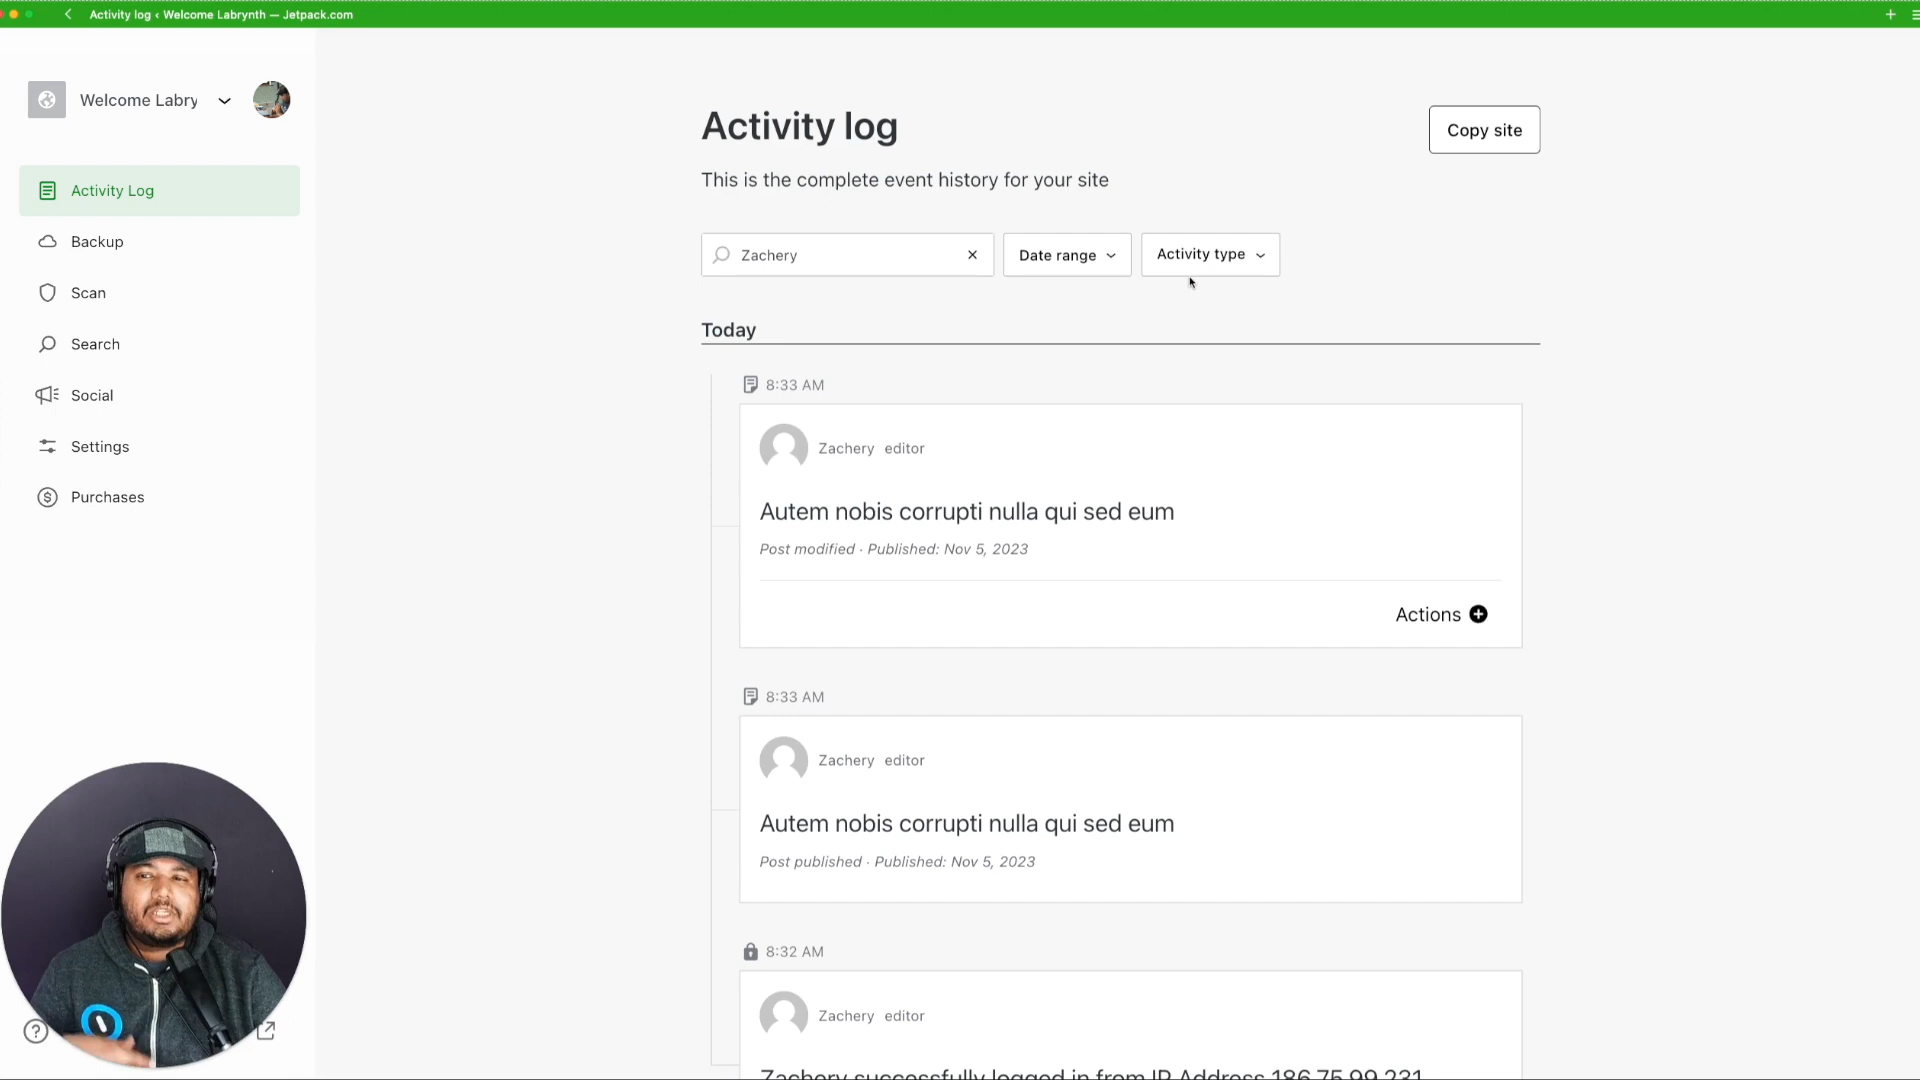 Activity log ‹ Welcome Labrynth — Jetpack.com
Welcome Labry
Activity Log
Backup
Scan
Search
Social
Settings
Purchases
Activity log
Copy site
This is the complete event history for your site
Zachery
Date range
Activity type
Today
8:33 AM
Zachery editor
Autem nobis corrupti nulla qui sed eum
Post modified · Published: Nov 5, 2023
Actions
8:33 AM
Zachery editor
Autem nobis corrupti nulla qui sed eum
Post published · Published: Nov 5, 2023
8:32 AM
Zachery editor
Zachery successfully logged in from IP Address 186.75.99.231